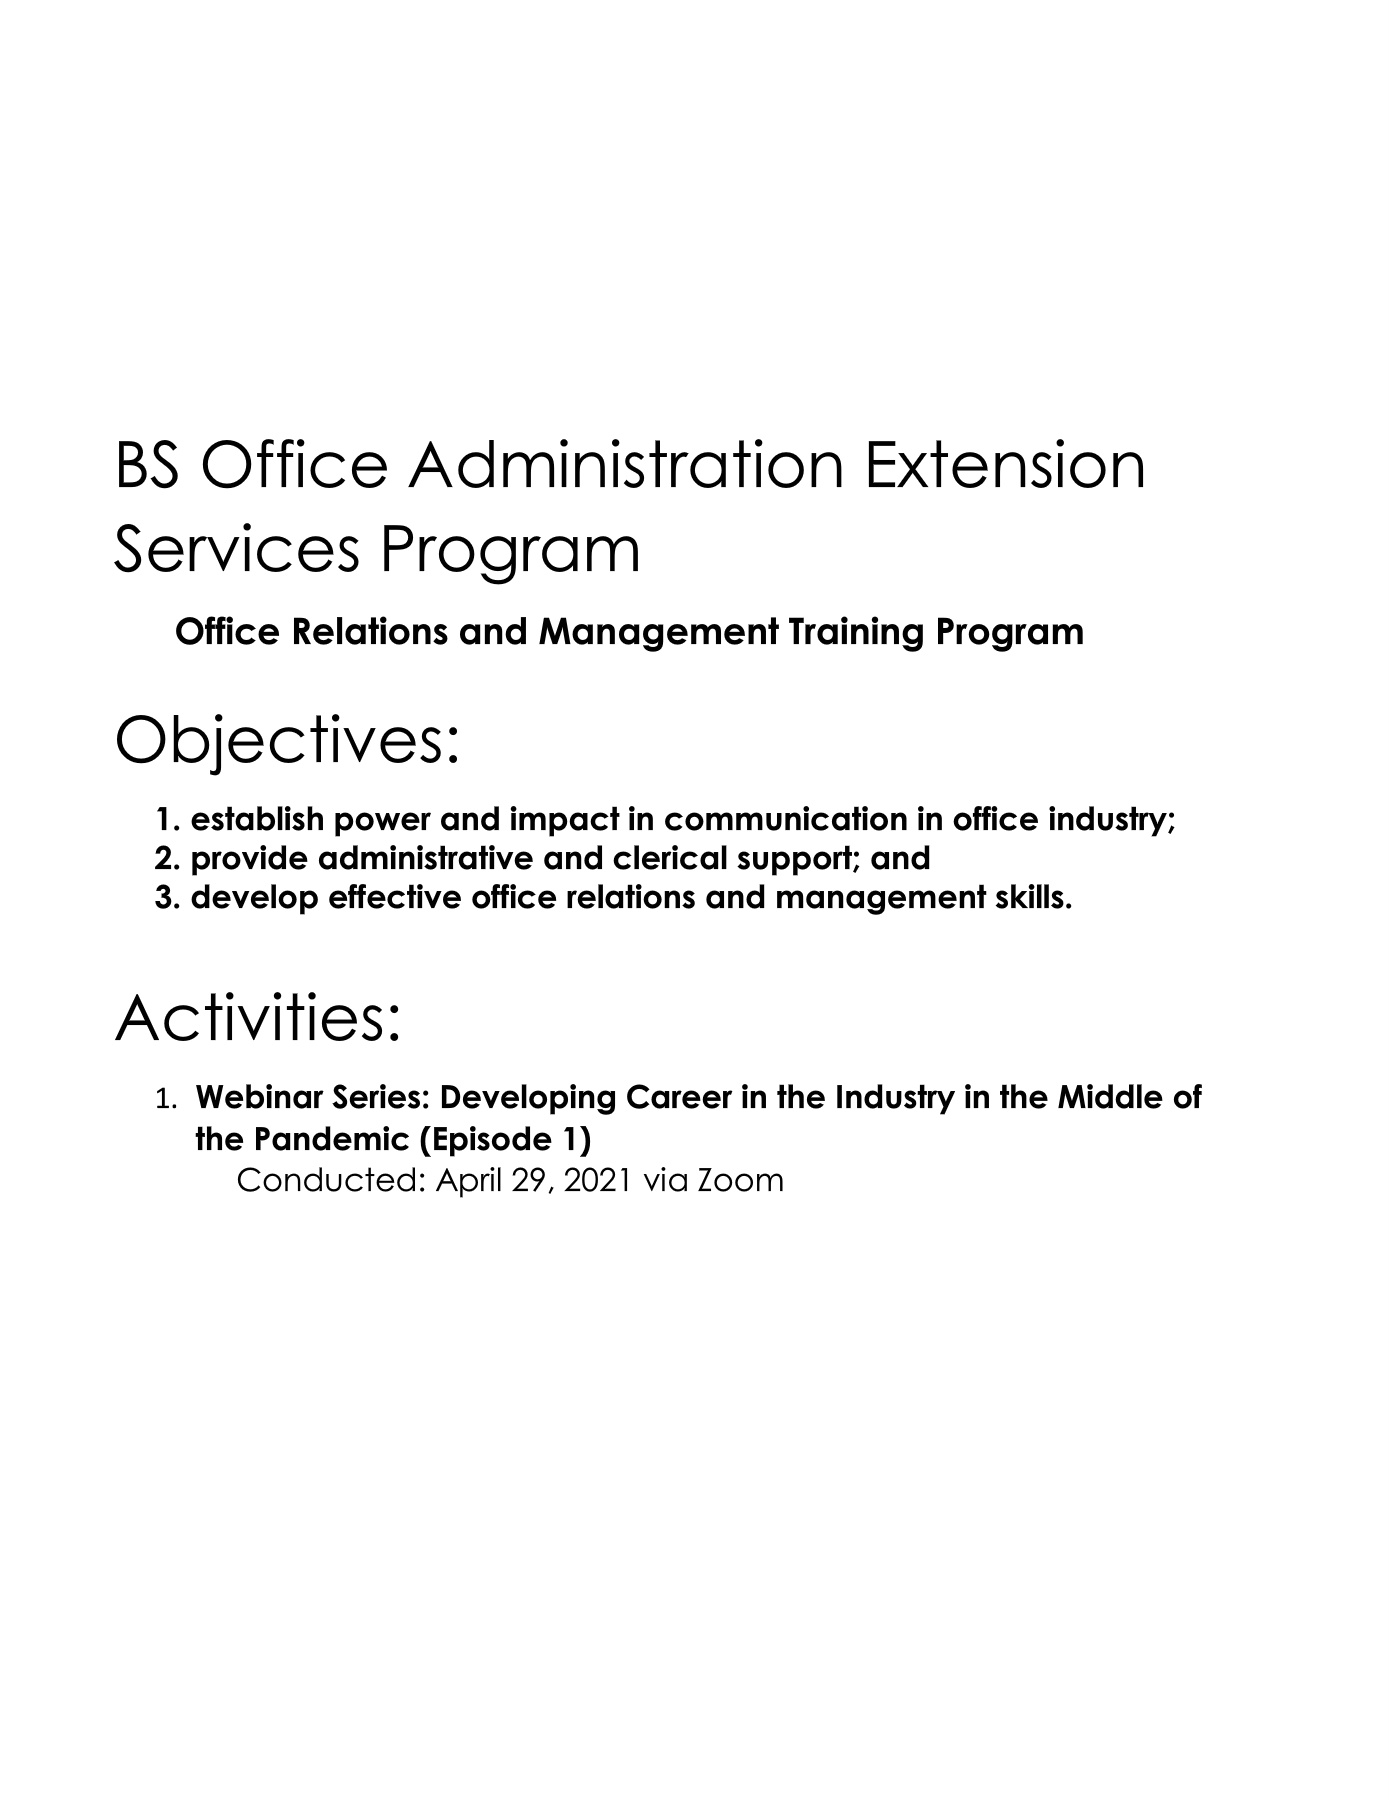 BS Office Administration Extension
Services Program
Office Relations and Management Training Program
Objectives:
1. establish power and impact in communication in office industry;
2. provide administrative and clerical support; and
3. develop effective office relations and management skills.
Activities:
1. Webinar Series: Developing Career in the Industry in the Middle of
the Pandemic (Episode 1)
Conducted: April 29, 2021 via Zoom